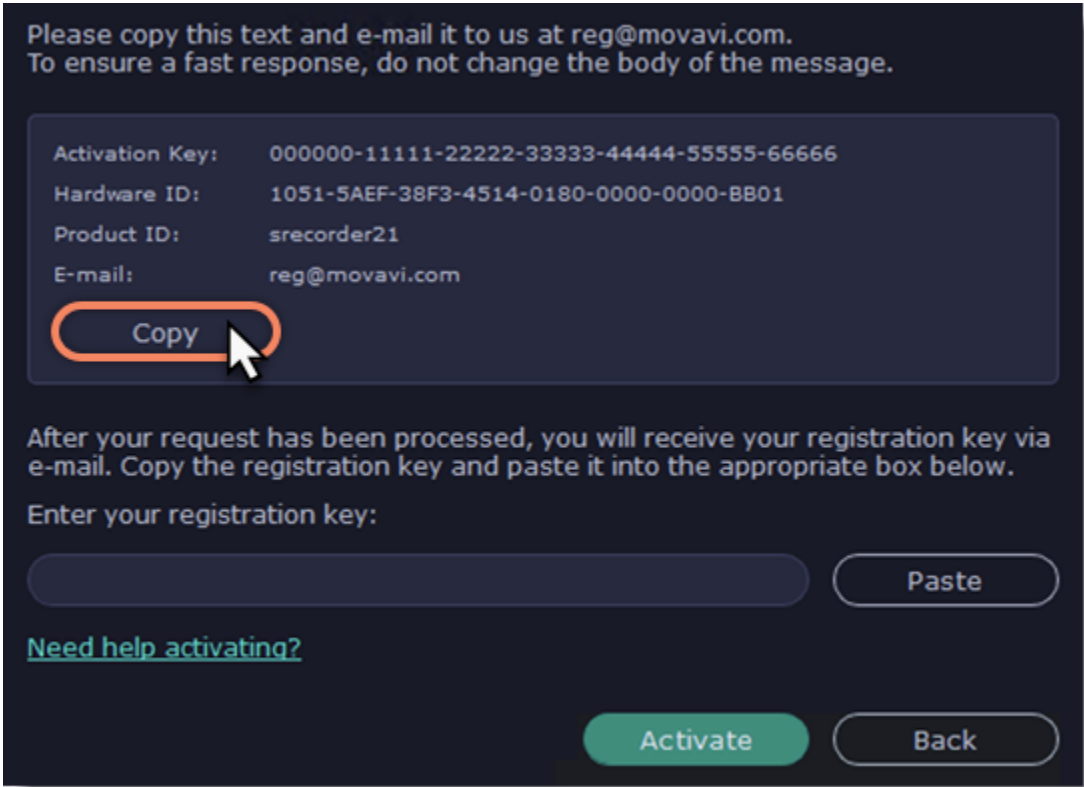 Please copy this text and e-mail it to us at reg@movavi.com.
To ensure a fast response, do not change the body of the message.
Activation Key: 000000-11111-22222-33333-44444-55555-66666
Hardware ID: 1051-5AEF-38F3-4514-0180-0000-0000-BB01
Product ID: srecorder21
E-mail: reg@movavi.com
Copy
After your request has been processed, you will receive your registration key via
e-mail. Copy the registration key and paste it into the appropriate box below.
Enter your registration key:
Paste
Need help activating?
Activate Back